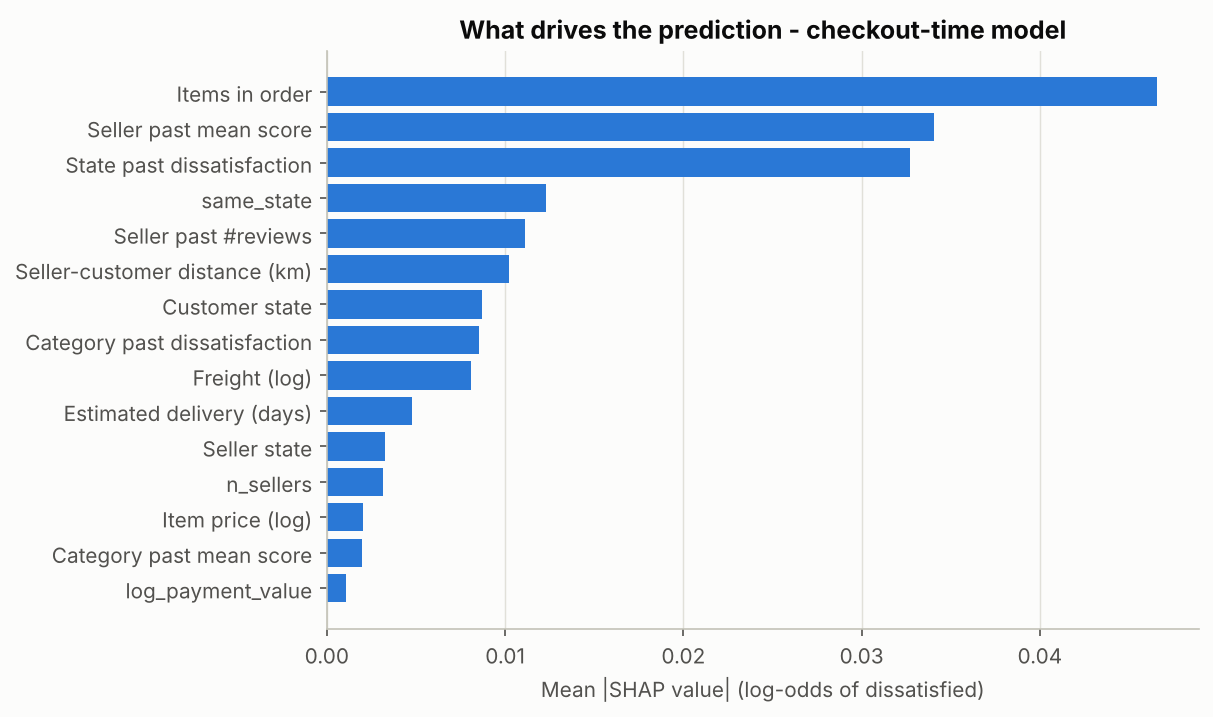 What drives the prediction - checkout-time model
Items in order
Seller past mean score
State past dissatisfaction
same_state
Seller past #reviews
Seller-customer distance (km)
Customer state
Category past dissatisfaction
Freight (log)
Estimated delivery (days)
Seller state
n_sellers
Item price (log)
Category past mean score
log_payment_value
0.00 0.01 0.02 0.03 0.04
Mean |SHAP value| (log-odds of dissatisfied)